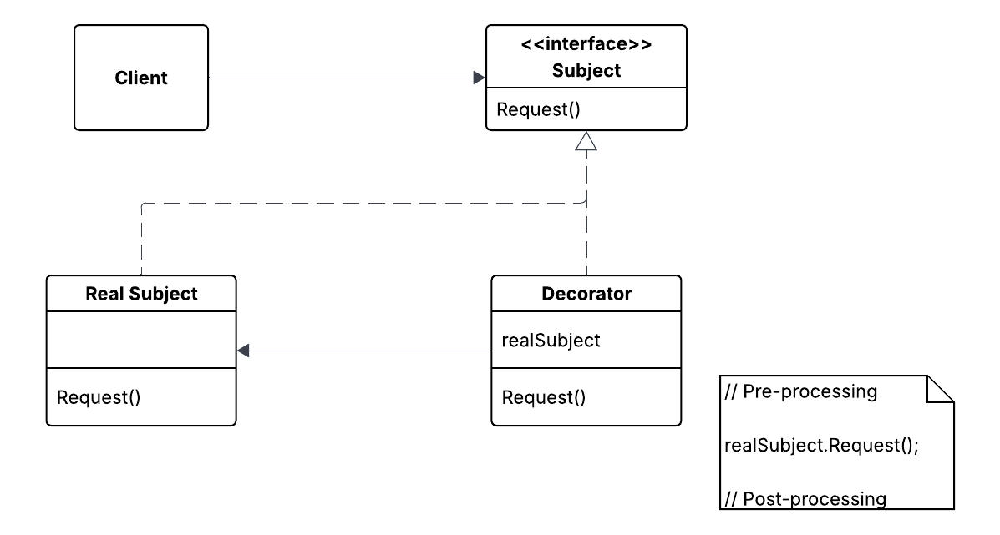 Client
<<interface>>
Subject
Request()
Real Subject
Request()
Decorator
realSubject
Request()
// Pre-processing
realSubject.Request();
// Post-processing